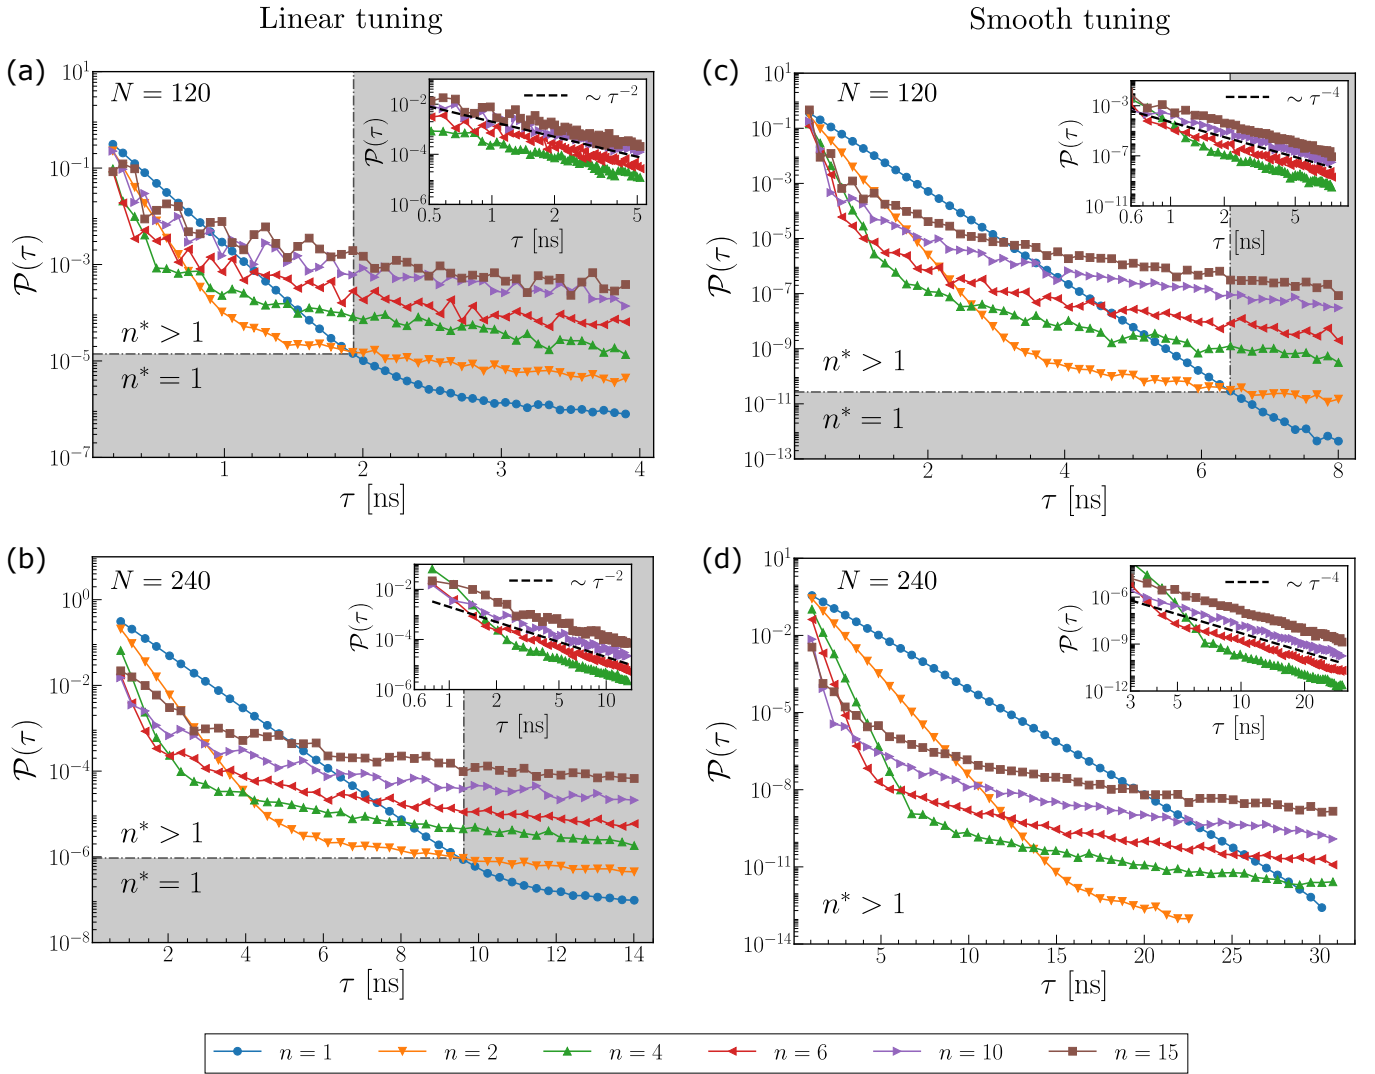 Linear tuning
Smooth tuning
(a)
N = 120
10^1
10^-1
10^-3
10^-5
10^-7
P(τ)
n* > 1
n* = 1
1
2
3
4
τ [ns]
~ τ^-2
10^-2
10^-4
10^-6
P(τ)
0.5
1
2
5
τ [ns]
(c)
N = 120
10^1
10^-1
10^-3
10^-5
10^-7
10^-9
10^-11
10^-13
P(τ)
n* > 1
n* = 1
2
4
6
8
τ [ns]
~ τ^-4
10^-3
10^-7
10^-11
P(τ)
0.6
1
2
5
τ [ns]
(b)
N = 240
10^0
10^-2
10^-4
10^-6
10^-8
P(τ)
n* > 1
n* = 1
2
4
6
8
10
12
14
τ [ns]
~ τ^-2
10^-2
10^-4
10^-6
P(τ)
0.6
1
2
5
10
τ [ns]
(d)
N = 240
10^1
10^-2
10^-5
10^-8
10^-11
10^-14
P(τ)
n* > 1
5
10
15
20
25
30
τ [ns]
~ τ^-4
10^-6
10^-9
10^-12
P(τ)
3
5
10
20
τ [ns]
n = 1 n = 2 n = 4 n = 6 n = 10 n = 15